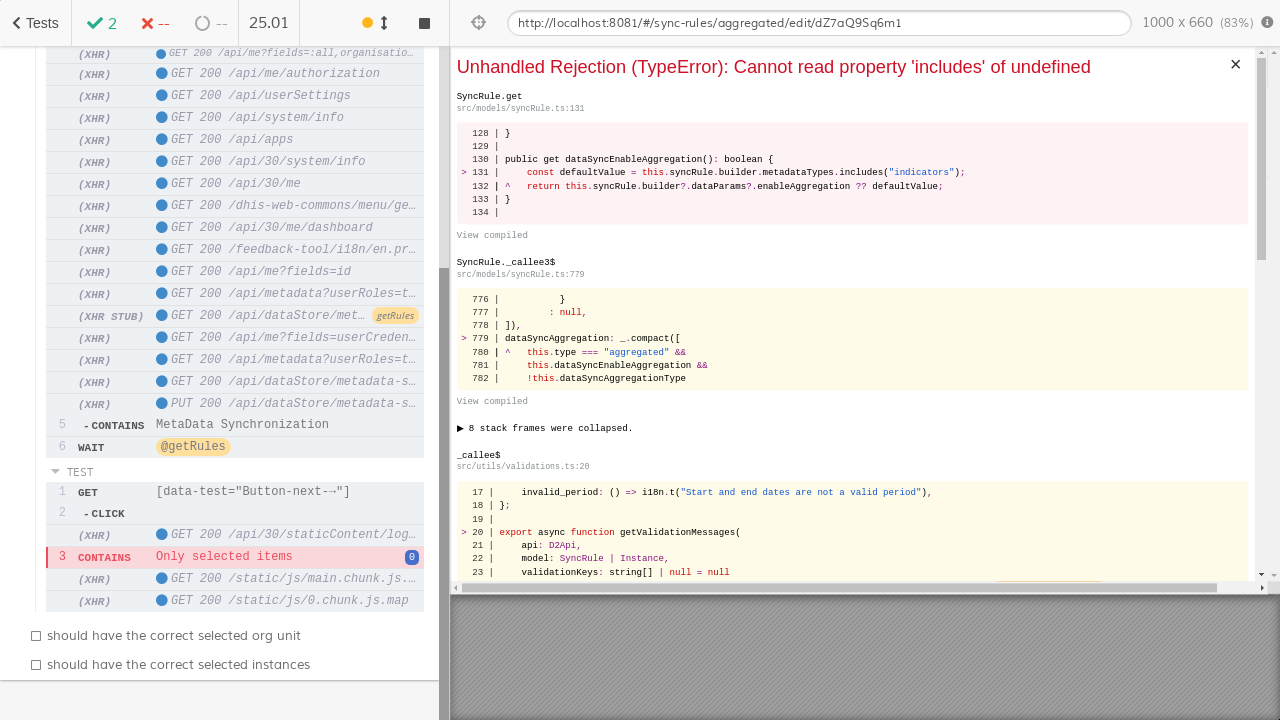 Tests
2
--
--
25.01
http://localhost:8081/#/sync-rules/aggregated/edit/dZ7aQ9Sq6m1
1000 x 660 (83%)
(XHR) GET 200 /api/me?fields=:all,organisatio…
(XHR) GET 200 /api/me/authorization
(XHR) GET 200 /api/userSettings
(XHR) GET 200 /api/system/info
(XHR) GET 200 /api/apps
(XHR) GET 200 /api/30/system/info
(XHR) GET 200 /api/30/me
(XHR) GET 200 /dhis-web-commons/menu/ge…
(XHR) GET 200 /api/30/me/dashboard
(XHR) GET 200 /feedback-tool/i18n/en.pr…
(XHR) GET 200 /api/me?fields=id
(XHR) GET 200 /api/metadata?userRoles=t…
(XHR STUB) GET 200 /api/dataStore/met… getRules
(XHR) GET 200 /api/me?fields=userCreden…
(XHR) GET 200 /api/metadata?userRoles=t…
(XHR) GET 200 /api/dataStore/metadata-s…
(XHR) PUT 200 /api/dataStore/metadata-s…
5 - CONTAINS MetaData Synchronization
6 WAIT @getRules
TEST
1 GET [data-test="Button-next-→"]
2 - CLICK
(XHR) GET 200 /api/30/staticContent/log…
3 CONTAINS Only selected items 0
(XHR) GET 200 /static/js/main.chunk.js.…
(XHR) GET 200 /static/js/0.chunk.js.map
should have the correct selected org unit
should have the correct selected instances
Unhandled Rejection (TypeError): Cannot read property 'includes' of undefined
×
SyncRule.get
src/models/syncRule.ts:131
128 | }
129 |
130 | public get dataSyncEnableAggregation(): boolean {
> 131 |     const defaultValue = this.syncRule.builder.metadataTypes.includes("indicators");
132 | ^   return this.syncRule.builder?.dataParams?.enableAggregation ?? defaultValue;
133 | }
134 |
View compiled
SyncRule._callee3$
src/models/syncRule.ts:779
776 |           }
777 |         : null,
778 | ]),
> 779 | dataSyncAggregation: _.compact([
780 | ^   this.type === "aggregated" &&
781 |     this.dataSyncEnableAggregation &&
782 |     !this.dataSyncAggregationType
View compiled
▶ 8 stack frames were collapsed.
_callee$
src/utils/validations.ts:20
17 |     invalid_period: () => i18n.t("Start and end dates are not a valid period"),
18 | };
19 |
> 20 | export async function getValidationMessages(
21 |     api: D2Api,
22 |     model: SyncRule | Instance,
23 |     validationKeys: string[] | null = null